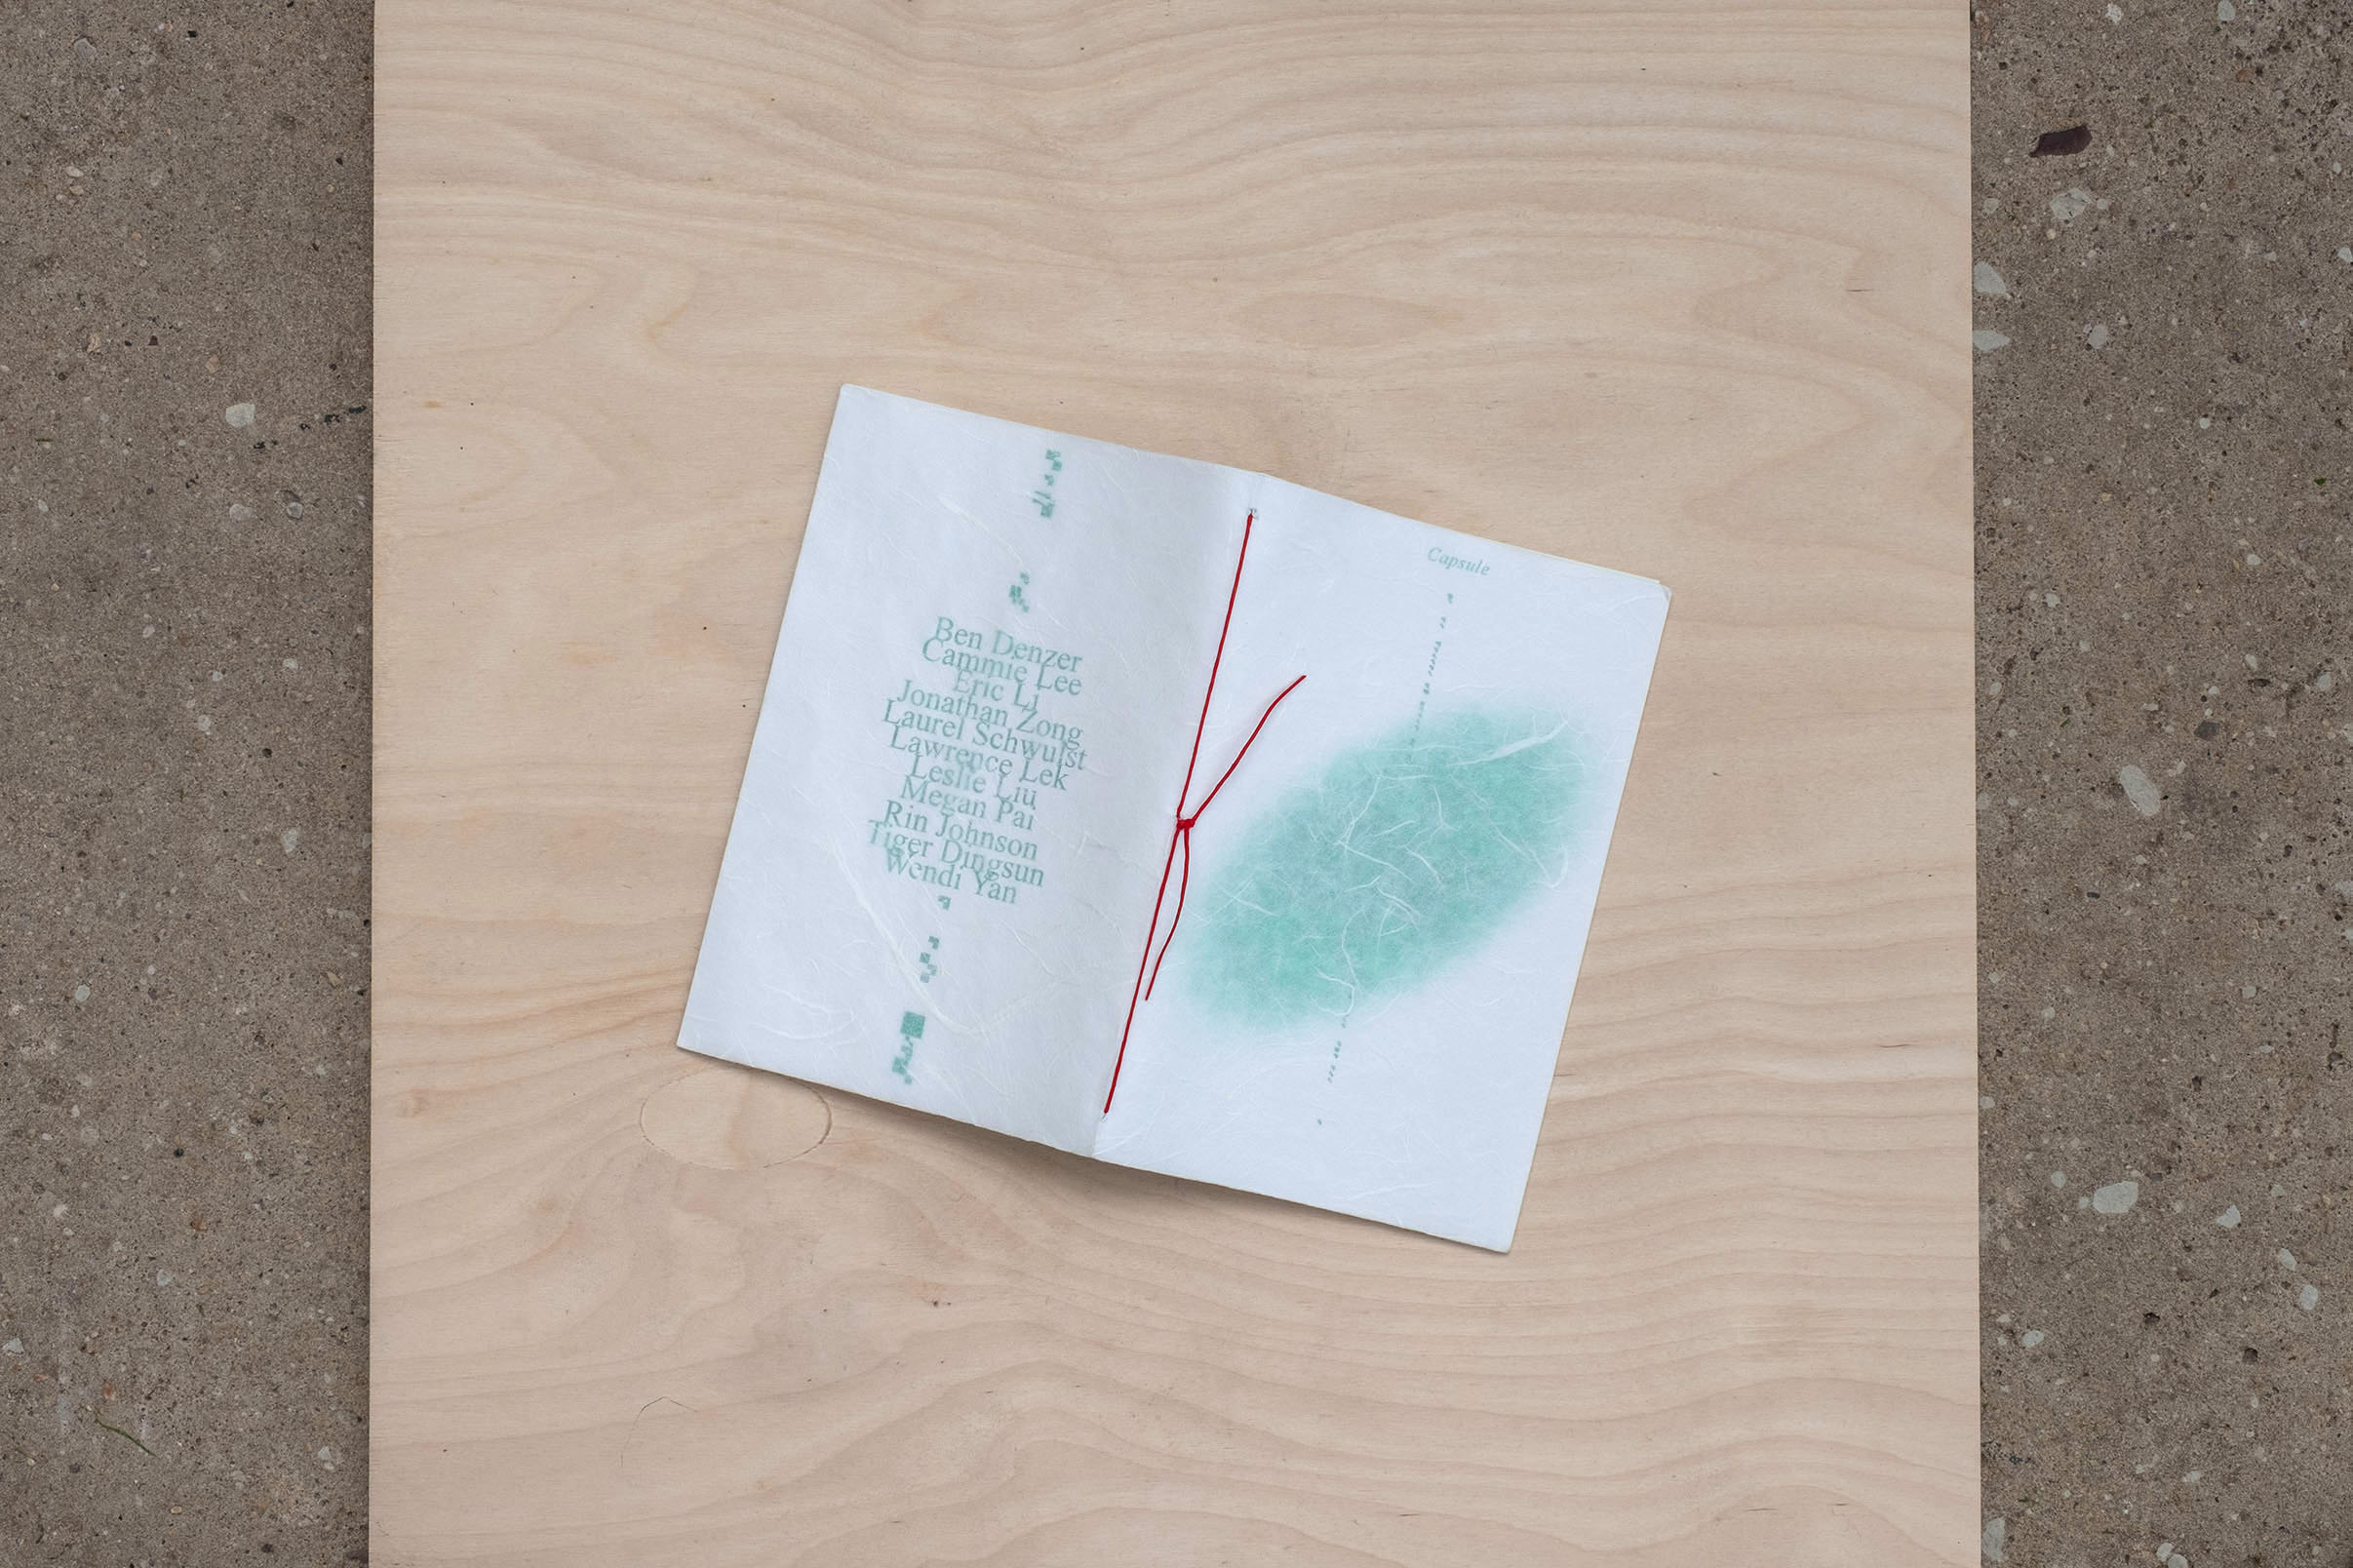 Ben Denzer
Cammie Lee
Eric Li
Jonathan Zong
Laurel Schwulst
Lawrence Lek
Leslie Liu
Megan Pai
Rin Johnson
Tiger Dingsun
Wendi Yan
Capsule